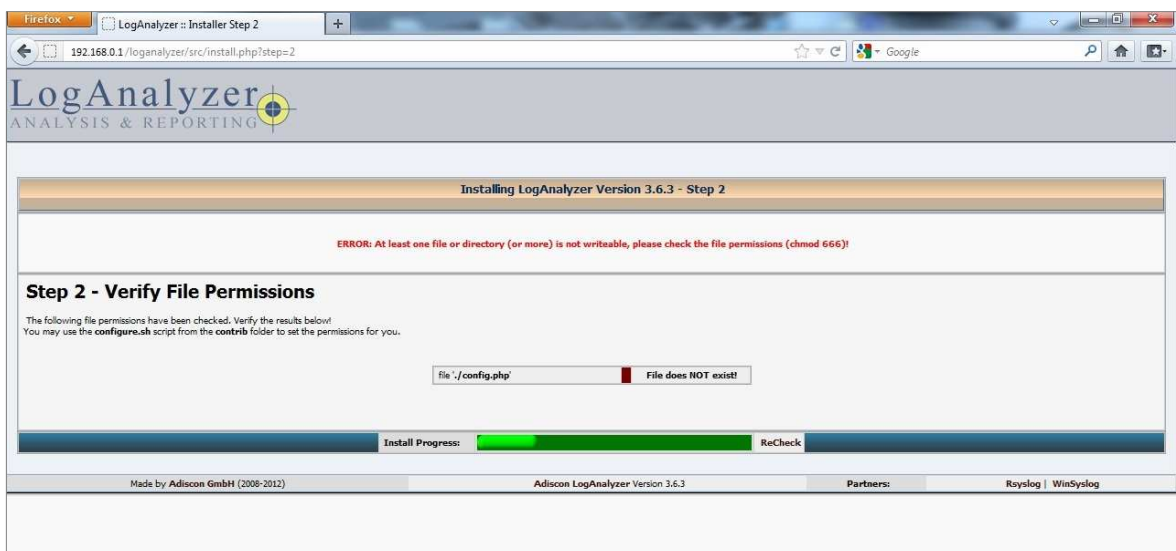 Firefox
LogAnalyzer :: Installer Step 2
192.168.0.1/loganalyzer/src/install.php?step=2
Google
LogAnalyzer
ANALYSIS & REPORTING
Installing LogAnalyzer Version 3.6.3 - Step 2
ERROR: At least one file or directory (or more) is not writeable, please check the file permissions (chmod 666)!
Step 2 - Verify File Permissions
The following file permissions have been checked. Verify the results below!
You may use the configure.sh script from the contrib folder to set the permissions for you.
file './config.php' File does NOT exist!
Install Progress: ReCheck
Made by Adiscon GmbH (2008-2012) Adiscon LogAnalyzer Version 3.6.3 Partners: Rsyslog | WinSyslog